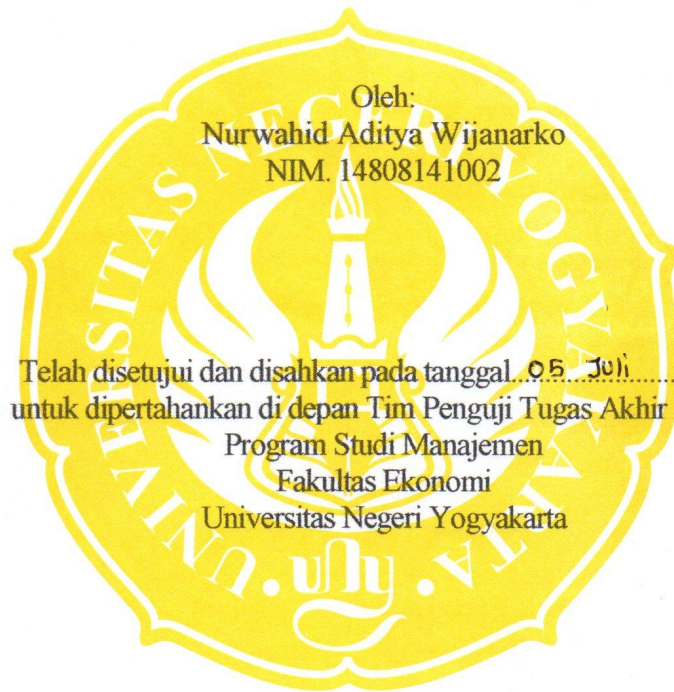 Oleh:
Nurwahid Aditya Wijanarko
NIM. 14808141002
Telah disetujui dan disahkan pada tanggal...05...Juli.......
untuk dipertahankan di depan Tim Penguji Tugas Akhir
Program Studi Manajemen
Fakultas Ekonomi
Universitas Negeri Yogyakarta
UNIVERSITAS NEGERI YOGYAKARTA
uny